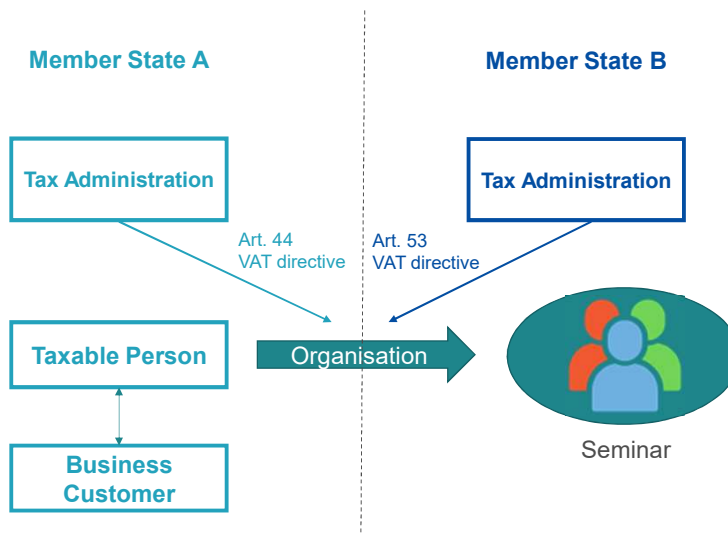 Member State A
Member State B
Tax Administration
Tax Administration
Art. 44
VAT directive
Art. 53
VAT directive
Taxable Person
Organisation
Business
Customer
Seminar